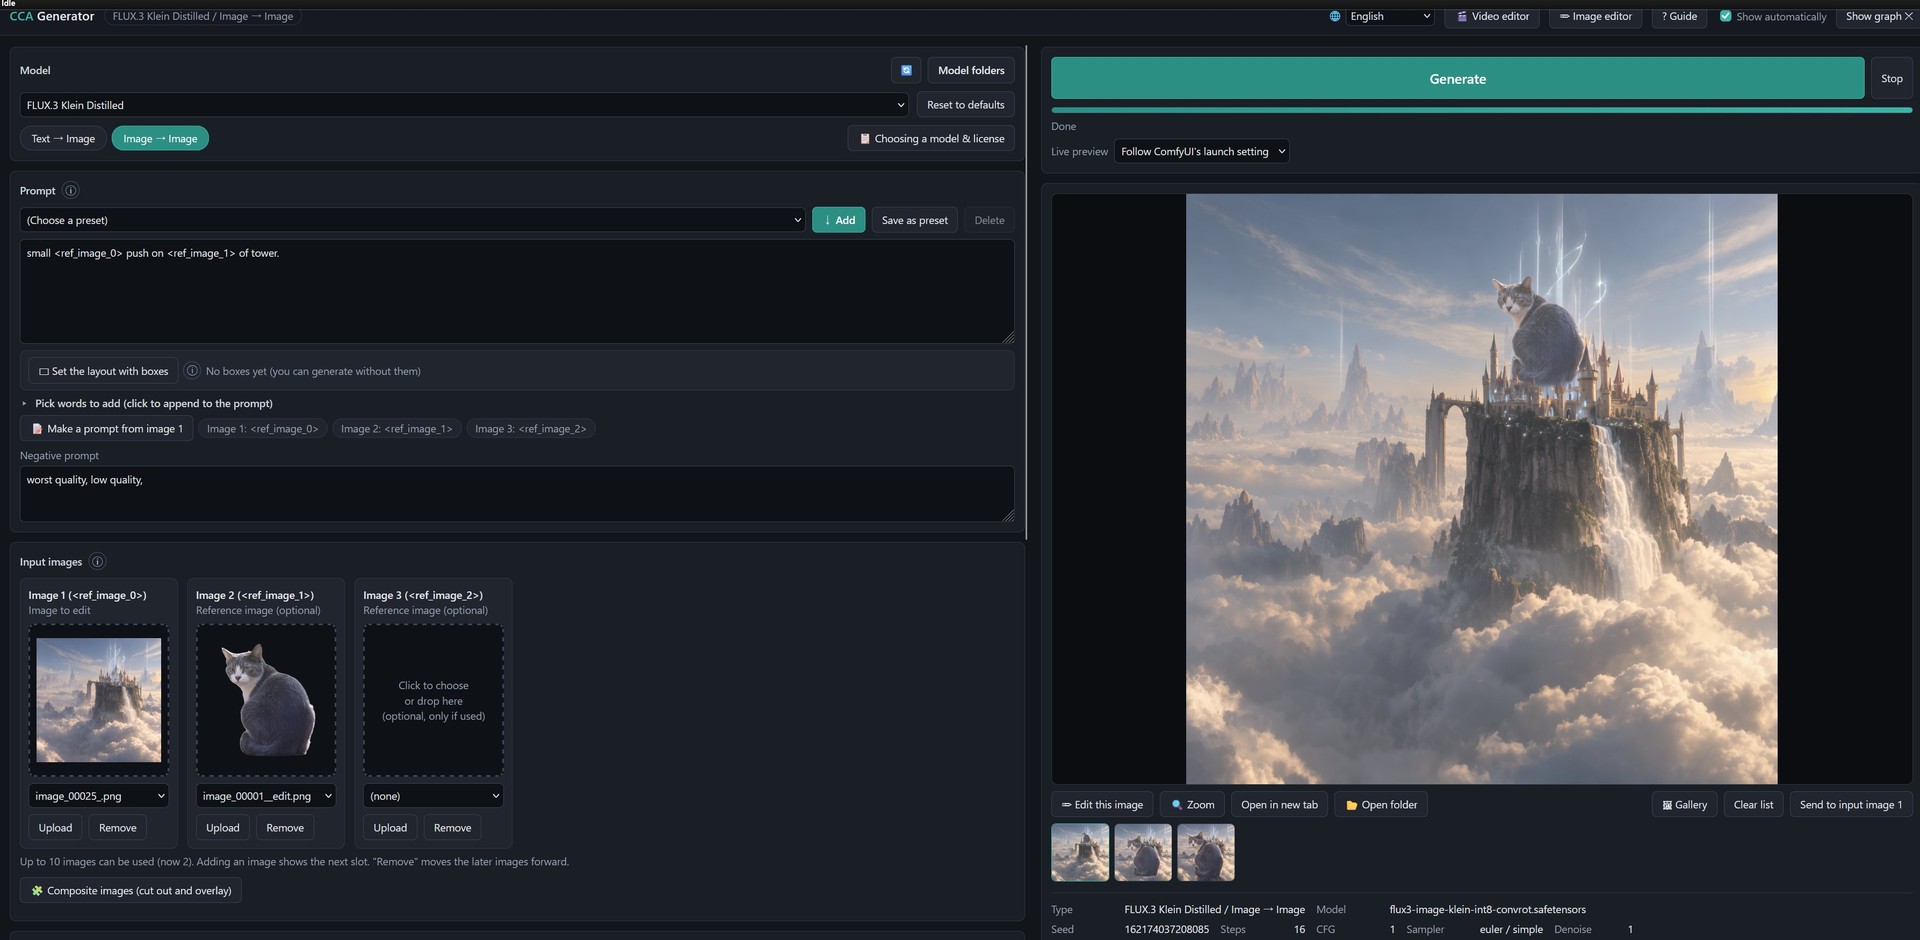 Idle
CCA Generator FLUX.3 Klein Distilled / Image → Image English Video editor Image editor ? Guide Show automatically Show graph ✕
Model Model folders
FLUX.3 Klein Distilled Reset to defaults
Text → Image Image → Image Choosing a model & license
Prompt
(Choose a preset) ↓ Add Save as preset Delete
small <ref_image_0> push on <ref_image_1> of tower.
Set the layout with boxes No boxes yet (you can generate without them)
Pick words to add (click to append to the prompt)
Make a prompt from image 1 Image 1: <ref_image_0> Image 2: <ref_image_1> Image 3: <ref_image_2>
Negative prompt
worst quality, low quality,
Input images
Image 1 (<ref_image_0>) Image 2 (<ref_image_1>) Image 3 (<ref_image_2>)
Image to edit Reference image (optional) Reference image (optional)
Click to choose
or drop here
(optional, only if used)
image_00025_.png image_00001__edit.png (none)
Upload Remove Upload Remove Upload Remove
Up to 10 images can be used (now 2). Adding an image shows the next slot. "Remove" moves the later images forward.
Composite images (cut out and overlay)
Generate Stop
Done
Live preview Follow ComfyUI's launch setting
Edit this image Zoom Open in new tab Open folder Gallery Clear list Send to input image 1
Type FLUX.3 Klein Distilled / Image → Image Model flux3-image-klein-int8-convrot.safetensors
Seed 162174037208085 Steps 16 CFG 1 Sampler euler / simple Denoise 1